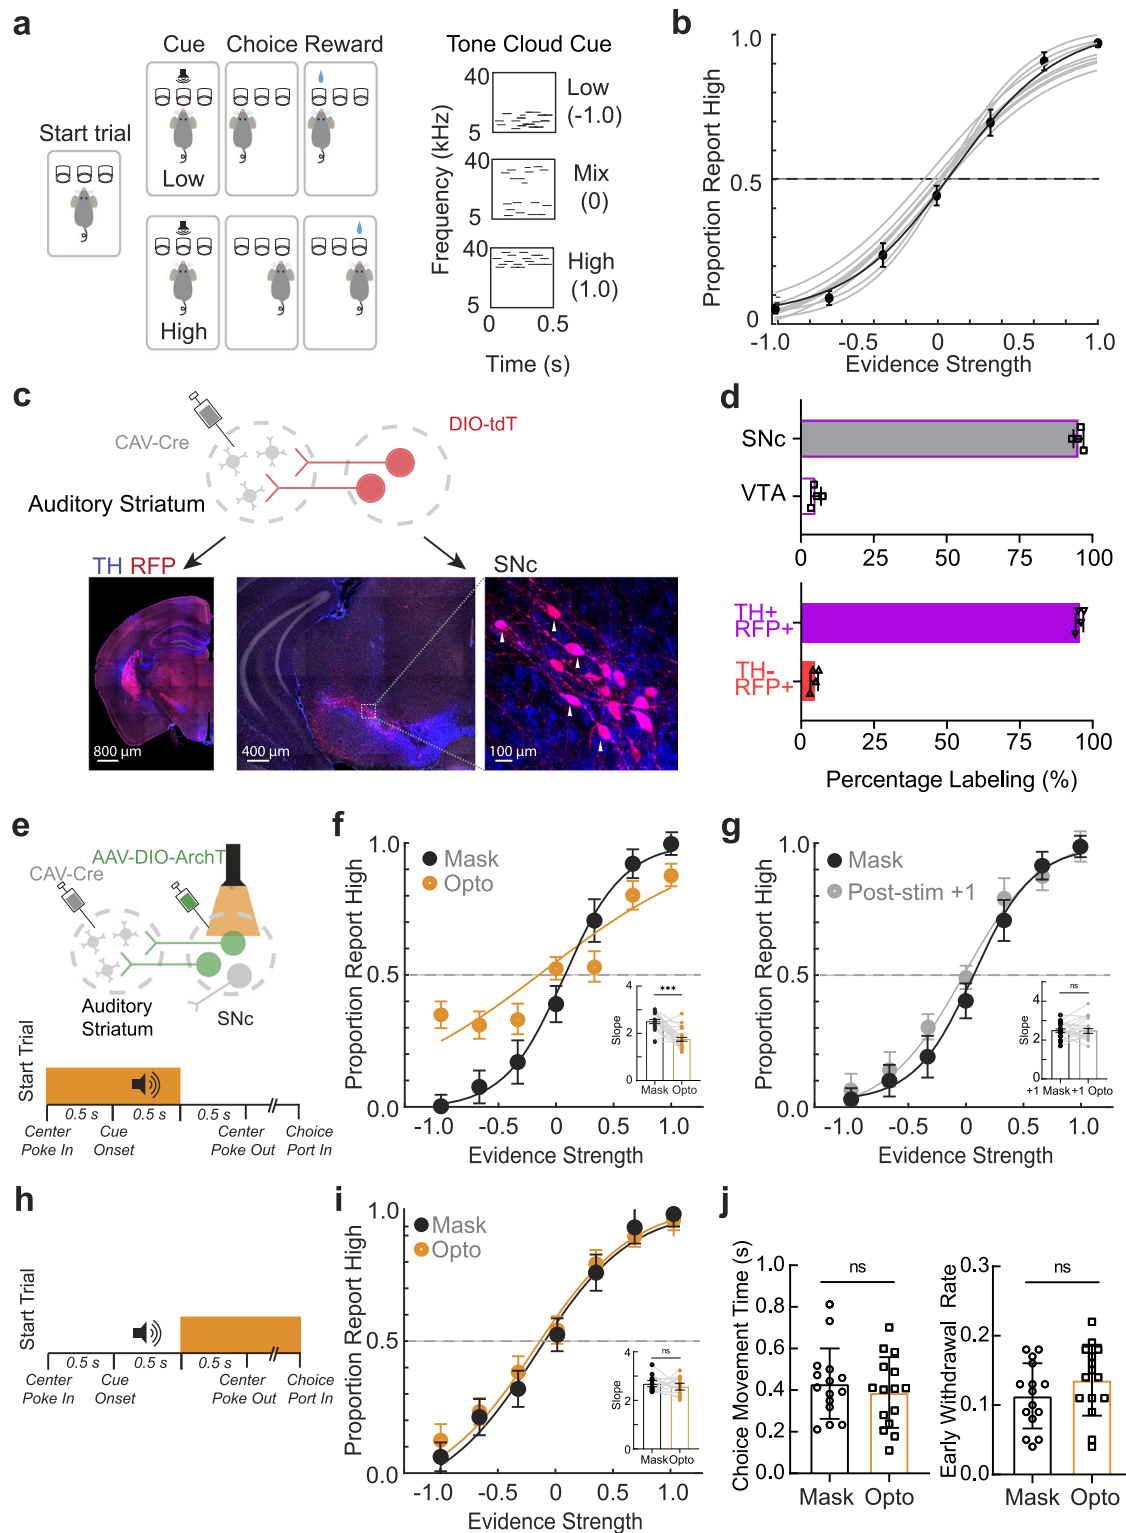 a
Cue
Choice
Reward
Start trial
Low
High
Tone Cloud Cue
Frequency (kHz)
40
5
Low
(-1.0)
40
5
Mix
(0)
40
5
High
(1.0)
0
0.5
Time (s)
b
Proportion Report High
1.0
0.5
0
-1.0
-0.5
0
0.5
1.0
Evidence Strength
c
CAV-Cre
DIO-tdT
Auditory Striatum
TH RFP
SNc
800 µm
400 µm
100 µm
d
SNc
VTA
0
25
50
75
100
TH+
RFP+
TH-
RFP+
0
25
50
75
100
Percentage Labeling (%)
e
AAV-DIO-ArchT
CAV-Cre
Auditory
Striatum
SNc
Start Trial
0.5 s
0.5 s
0.5 s
Center
Poke In
Cue
Onset
Center
Poke Out
Choice
Port In
f
Proportion Report High
1.0
0.5
0.0
Mask
Opto
-1.0
-0.5
0
0.5
1.0
Evidence Strength
***
Slope
4
2
0
Mask
Opto
g
Proportion Report High
1.0
0.5
0.0
Mask
Post-stim +1
-1.0
-0.5
0
0.5
1.0
Evidence Strength
ns
Slope
4
2
0
+1 Mask
+1 Opto
h
Start Trial
0.5 s
0.5 s
0.5 s
Center
Poke In
Cue
Onset
Center
Poke Out
Choice
Port In
i
Proportion Report High
1.0
0.5
0.0
Mask
Opto
-1.0
-0.5
0
0.5
1.0
Evidence Strength
ns
Slope
4
2
0
Mask
Opto
j
Choice Movement Time (s)
1.0
0.8
0.6
0.4
0.2
0.0
ns
Mask
Opto
Early Withdrawal Rate
0.3
0.2
0.1
0.0
ns
Mask
Opto